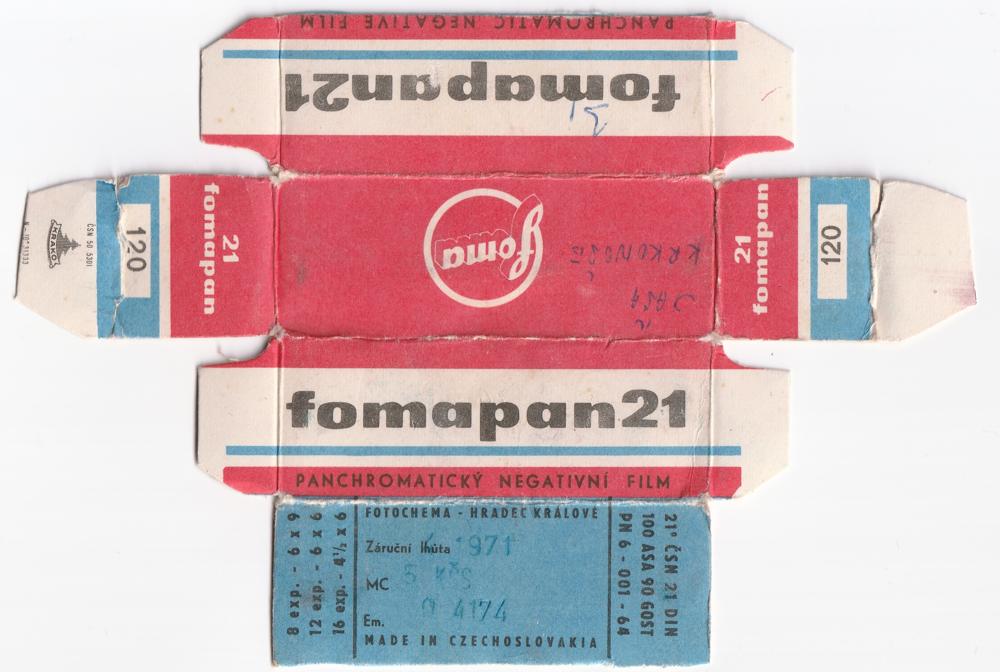 PANCHROMATIC NEGATIVE FILM
fomapan21
ČSN 50 5301
HRAKO
120
21
fomapan
foma
KRKONOŠE
21
fomapan
120
fomapan21
PANCHROMATICKÝ NEGATIVNÍ FILM
8 exp. - 6 x 9
12 exp. - 6 x 6
16 exp. - 4½ x 6
FOTOCHEMA - HRADEC KRÁLOVÉ
Záruční lhůta 1971
MC 5 Kčs
Em. 4174
MADE IN CZECHOSLOVAKIA
21° ČSN 21 DIN
100 ASA 90 GOST
PN 6 - 001 - 64